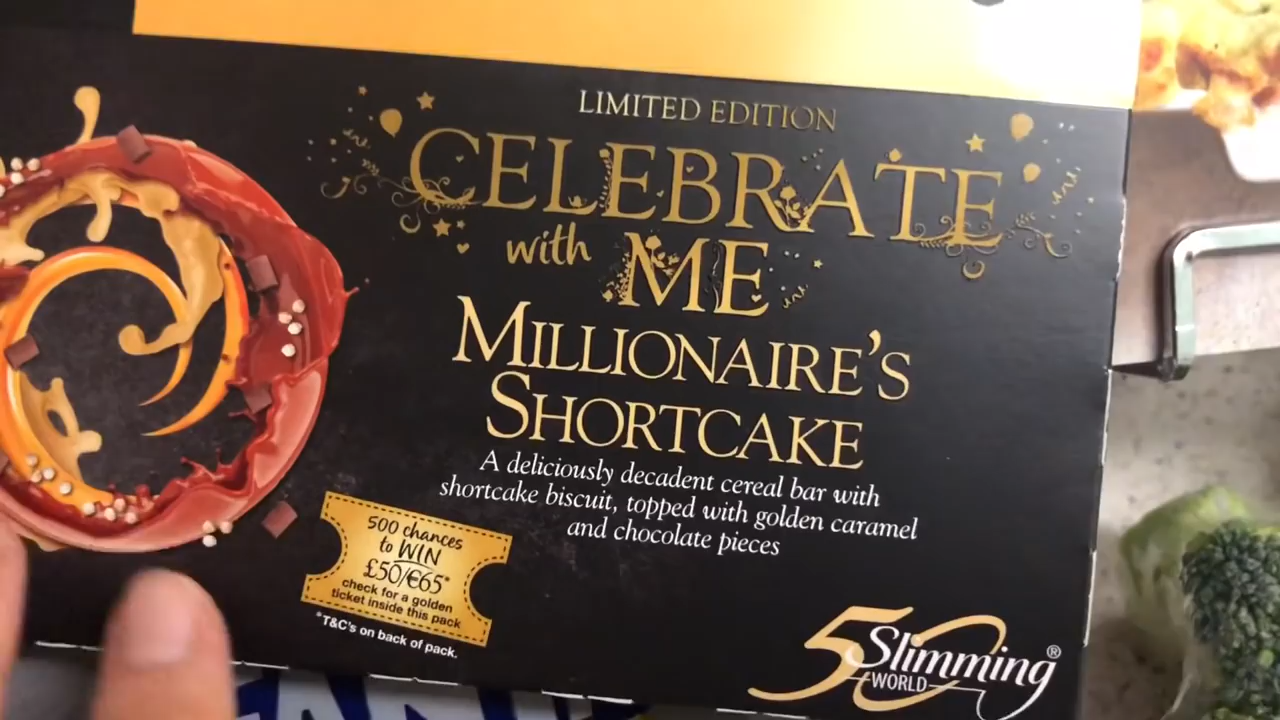 LIMITED EDITION
CELEBRATE
with ME
MILLIONAIRE'S
SHORTCAKE
A deliciously decadent cereal bar with
shortcake biscuit, topped with golden caramel
and chocolate pieces
500 chances
to WIN
£50/€65*
check for a golden
ticket inside this pack
*T&C's on back of pack.
50 Slimming
WORLD ®